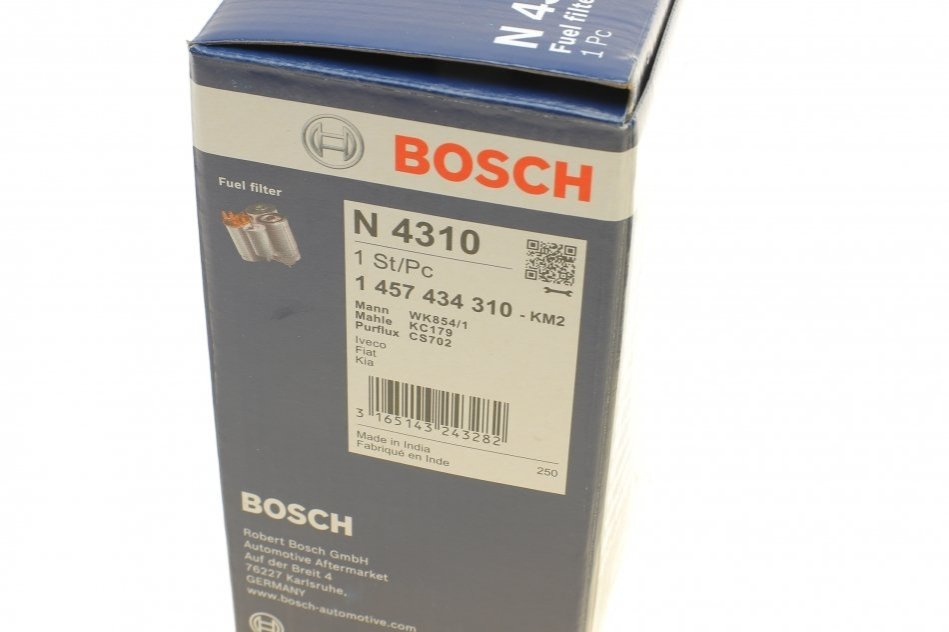 N 43
Fuel filte
1 Pc
BOSCH
Fuel filter
N 4310
1 St/Pc
1 457 434 310 - KM2
Mann WK854/1
Mahle KC179
Purflux CS702
Iveco
Fiat
Kia
3 165143 243282
Made in India
Fabriqué en Inde
250
BOSCH
Robert Bosch GmbH
Automotive Aftermarket
Auf der Breit 4
76227 Karlsruhe,
GERMANY
www.bosch-automotive.com